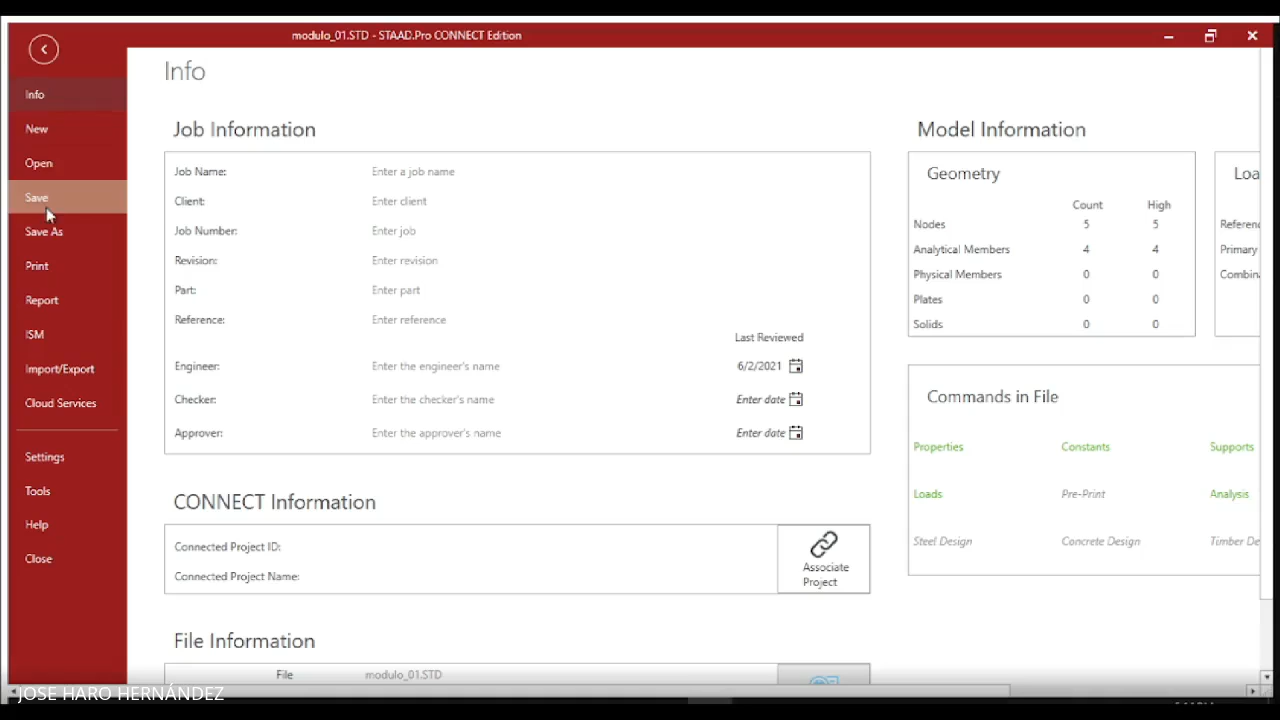 modulo_01.STD - STAAD.Pro CONNECT Edition
Info
New
Open
Save
Save As
Print
Report
ISM
Import/Export
Cloud Services
Settings
Tools
Help
Close
Info
Job Information
Job Name: Enter a job name
Client: Enter client
Job Number: Enter job
Revision: Enter revision
Part: Enter part
Reference: Enter reference
Last Reviewed
Engineer: Enter the engineer's name 6/2/2021
Checker: Enter the checker's name Enter date
Approver: Enter the approver's name Enter date
CONNECT Information
Connected Project ID:
Connected Project Name:
Associate
Project
File Information
File modulo_01.STD
Model Information
Geometry
Count High
Nodes 5 5
Analytical Members 4 4
Physical Members 0 0
Plates 0 0
Solids 0 0
Loa
Referenc
Primary
Combina
Commands in File
Properties Constants Supports
Loads Pre-Print Analysis
Steel Design Concrete Design Timber De
JOSE HARO HERNÁNDEZ